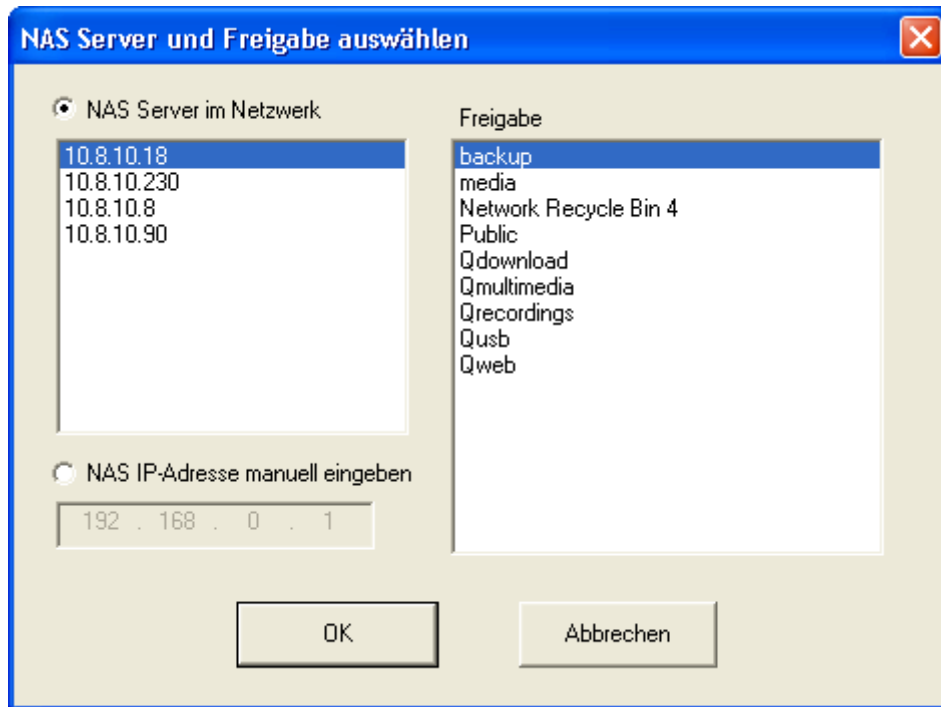 NAS Server und Freigabe auswählen
NAS Server im Netzwerk
10.8.10.18
10.8.10.230
10.8.10.8
10.8.10.90
NAS IP-Adresse manuell eingeben
192 . 168 . 0 . 1
Freigabe
backup
media
Network Recycle Bin 4
Public
Qdownload
Qmultimedia
Qrecordings
Qusb
Qweb
OK
Abbrechen